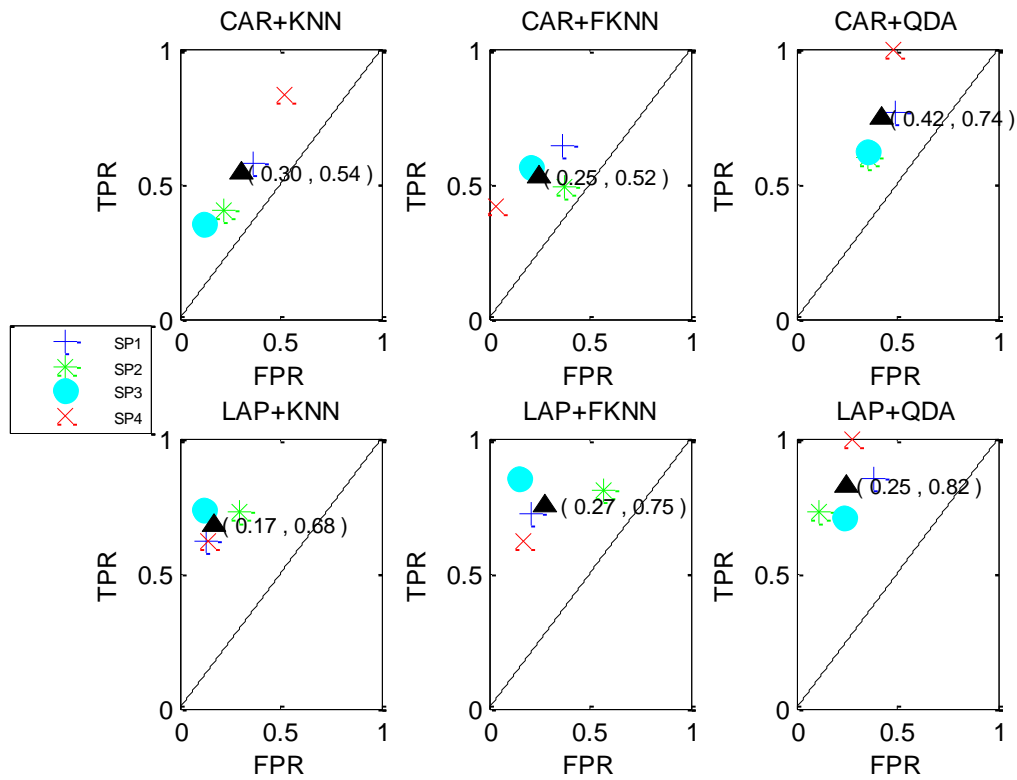 CAR+KNN
1
TPR
0.5
( 0.30 , 0.54 )
0
0
0.5
1
FPR
CAR+FKNN
1
TPR
0.5
( 0.25 , 0.52 )
0
0
0.5
1
FPR
CAR+QDA
1
( 0.42 , 0.74 )
TPR
0.5
0
0
0.5
1
FPR
SP1
SP2
SP3
SP4
LAP+KNN
1
( 0.17 , 0.68 )
TPR
0.5
0
0
0.5
1
FPR
LAP+FKNN
1
( 0.27 , 0.75 )
TPR
0.5
0
0
0.5
1
FPR
LAP+QDA
1
( 0.25 , 0.82 )
TPR
0.5
0
0
0.5
1
FPR